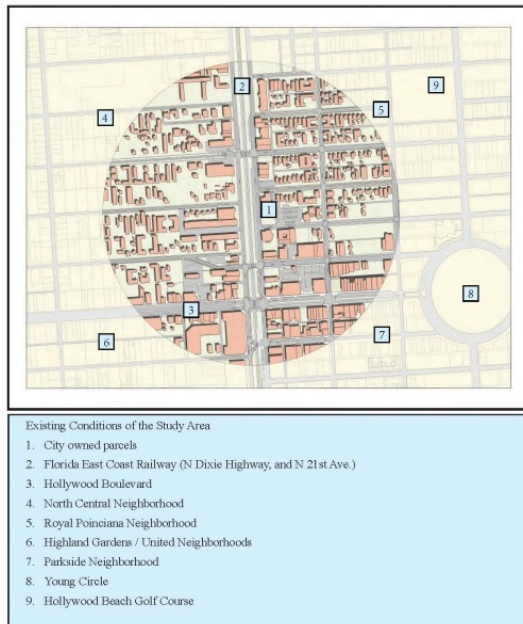 2
9
4
5
1
8
3
6
7
Existing Conditions of the Study Area
1. City owned parcels
2. Florida East Coast Railway (N Dixie Highway, and N 21st Ave.)
3. Hollywood Boulevard
4. North Central Neighborhood
5. Royal Poinciana Neighborhood
6. Highland Gardens / United Neighborhoods
7. Parkside Neighborhood
8. Young Circle
9. Hollywood Beach Golf Course